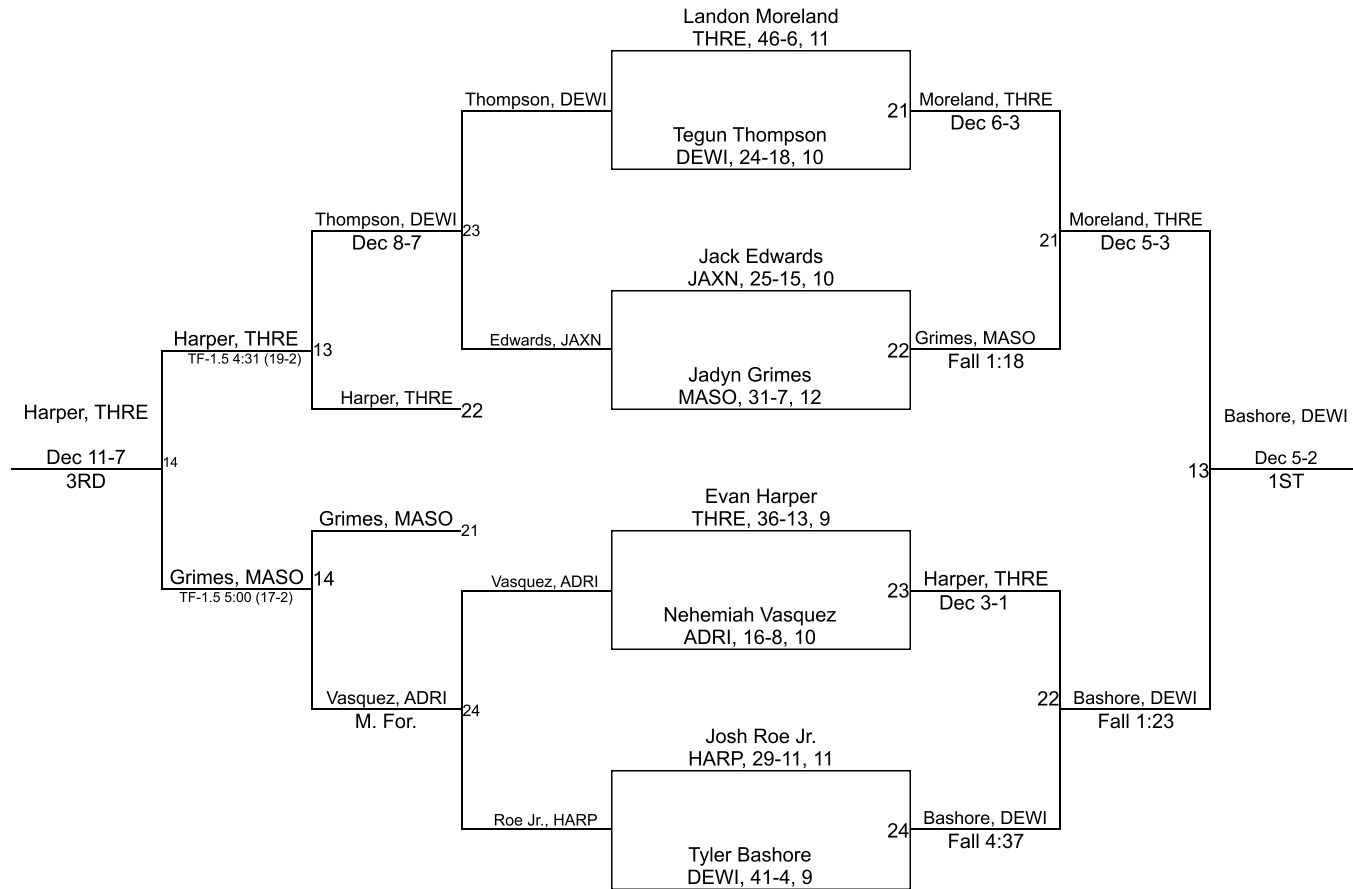 Landon Moreland
THRE, 46-6, 11
Thompson, DEWI
21
Moreland, THRE
Dec 6-3
Tegun Thompson
DEWI, 24-18, 10
Thompson, DEWI
Dec 8-7
23
Moreland, THRE
Dec 5-3
21
Jack Edwards
JAXN, 25-15, 10
Harper, THRE
TF-1.5 4:31 (19-2)
13
Edwards, JAXN
22
Grimes, MASO
Fall 1:18
Jadyn Grimes
MASO, 31-7, 12
Harper, THRE
22
Harper, THRE
Dec 11-7
3RD
14
Bashore, DEWI
Dec 5-2
1ST
13
Evan Harper
THRE, 36-13, 9
Grimes, MASO
21
Grimes, MASO
TF-1.5 5:00 (17-2)
14
Vasquez, ADRI
23
Harper, THRE
Dec 3-1
Nehemiah Vasquez
ADRI, 16-8, 10
Vasquez, ADRI
M. For.
24
22
Bashore, DEWI
Fall 1:23
Josh Roe Jr.
HARP, 29-11, 11
Roe Jr., HARP
24
Bashore, DEWI
Fall 4:37
Tyler Bashore
DEWI, 41-4, 9